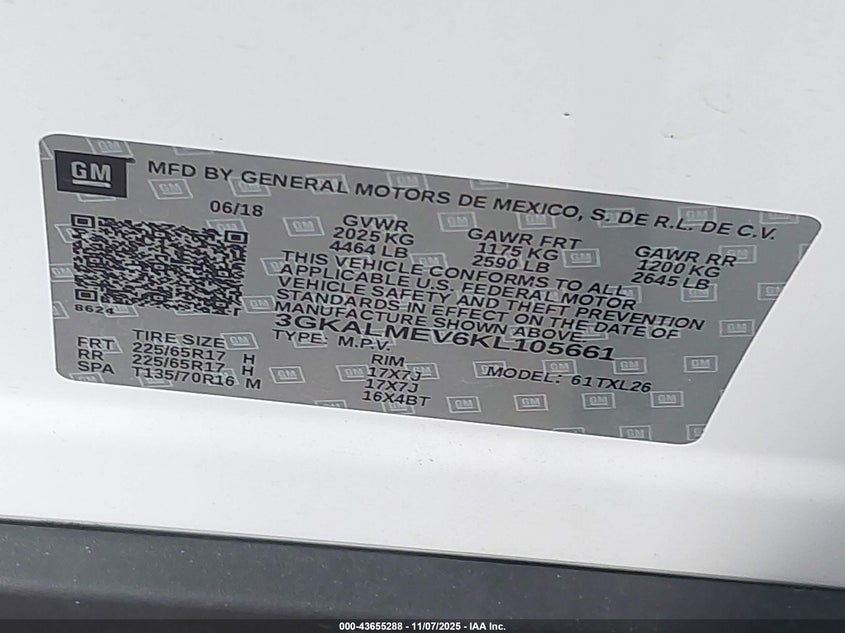 GM
MFD BY GENERAL MOTORS DE MEXICO, S. DE R.L. DE C.V.
06/18
GVWR
2025 KG
4464 LB
GAWR FRT
1175 KG
2590 LB
GAWR RR
1200 KG
2645 LB
THIS VEHICLE CONFORMS TO ALL
APPLICABLE U.S. FEDERAL MOTOR
VEHICLE SAFETY AND THEFT PREVENTION
STANDARDS IN EFFECT ON THE DATE OF
MANUFACTURE SHOWN ABOVE.
3GKALMEV6KL105661
TYPE: M.P.V.
MODEL: 61TXL26
8624
TIRE SIZE RIM
FRT 225/65R17 H 17X7J
RR 225/65R17 H 17X7J
SPA T135/70R16 M 16X4BT
000-43655288 - 11/07/2025 - IAA Inc.